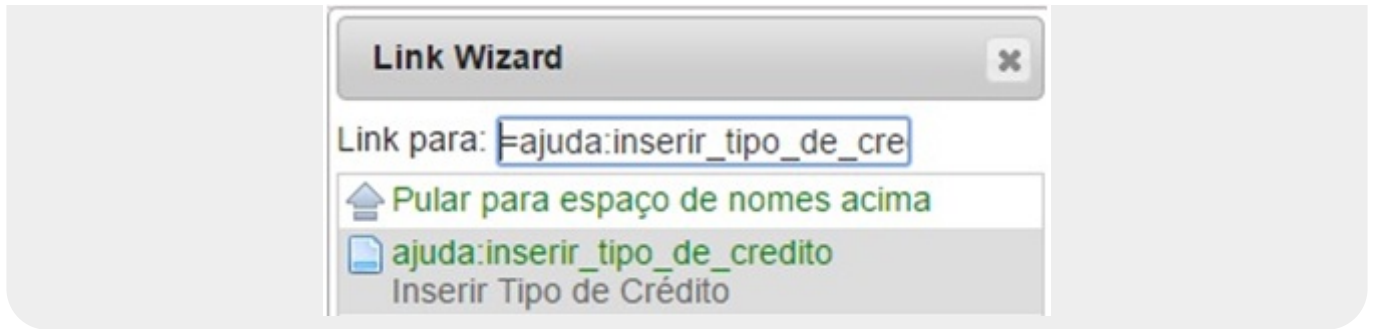 Link Wizard
Link para: =ajuda:inserir_tipo_de_cre
Pular para espaço de nomes acima
ajuda:inserir_tipo_de_credito
Inserir Tipo de Crédito